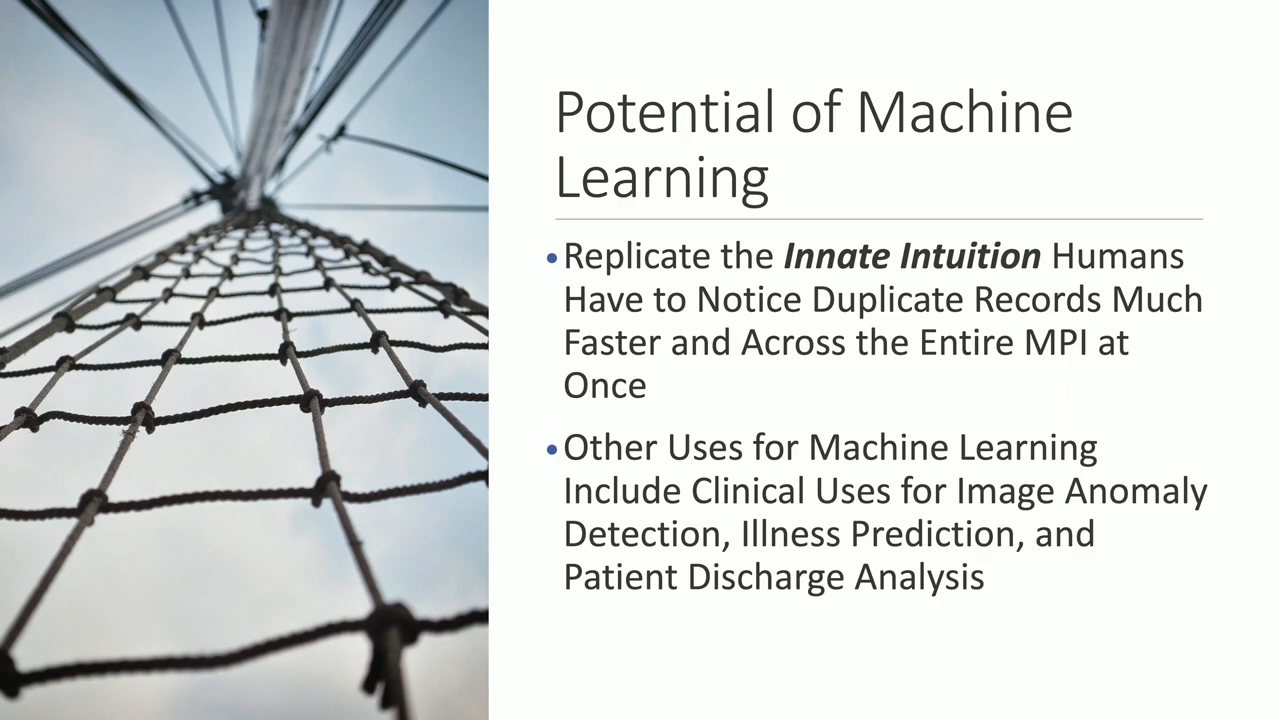 Potential of Machine
Learning
•Replicate the Innate Intuition Humans
Have to Notice Duplicate Records Much
Faster and Across the Entire MPI at
Once
•Other Uses for Machine Learning
Include Clinical Uses for Image Anomaly
Detection, Illness Prediction, and
Patient Discharge Analysis